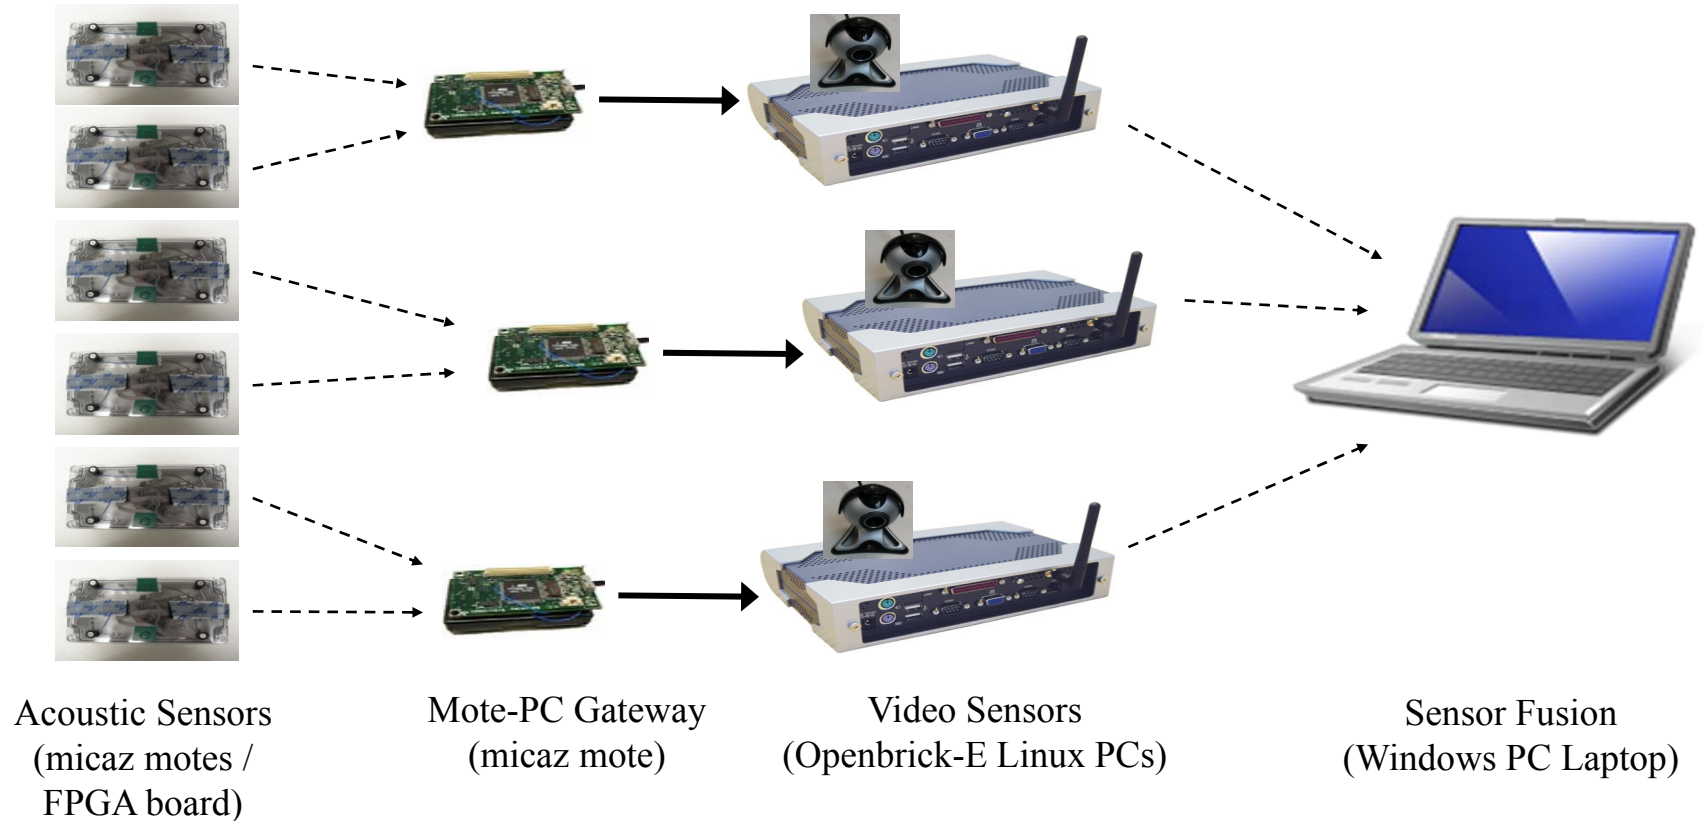 Acoustic Sensors
(micaz motes /
FPGA board)
Mote-PC Gateway
(micaz mote)
Video Sensors
(Openbrick-E Linux PCs)
Sensor Fusion
(Windows PC Laptop)